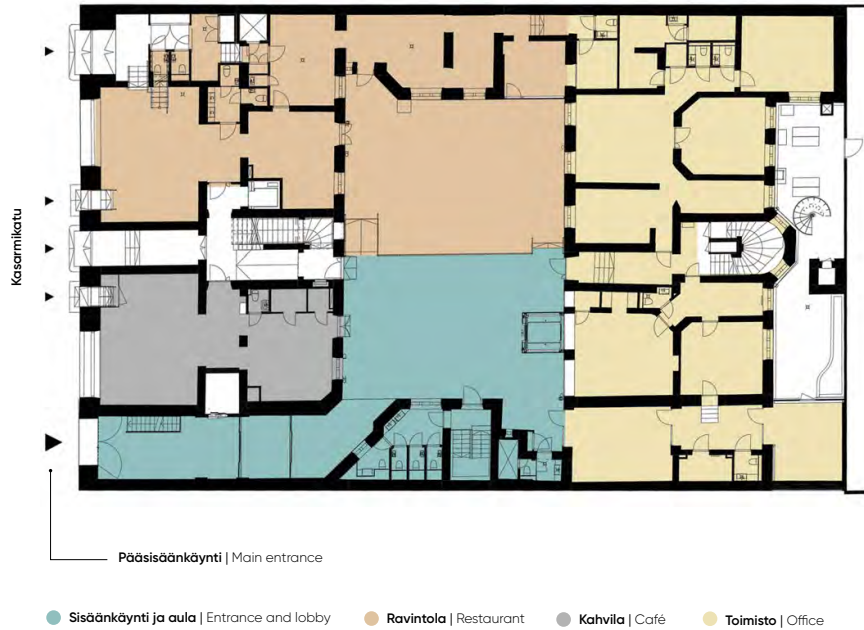 Kasarmikatu
Pääsisäänkäynti | Main entrance
Sisäänkäynti ja aula | Entrance and lobby
Ravintola | Restaurant
Kahvila | Café
Toimisto | Office